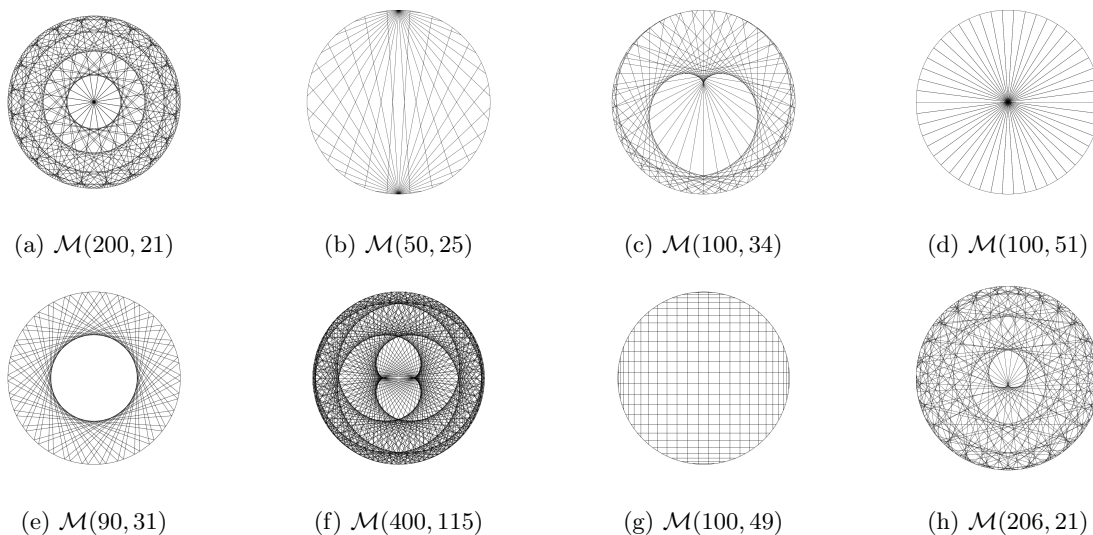 (a) ℳ(200, 21)
(b) ℳ(50, 25)
(c) ℳ(100, 34)
(d) ℳ(100, 51)
(e) ℳ(90, 31)
(f) ℳ(400, 115)
(g) ℳ(100, 49)
(h) ℳ(206, 21)